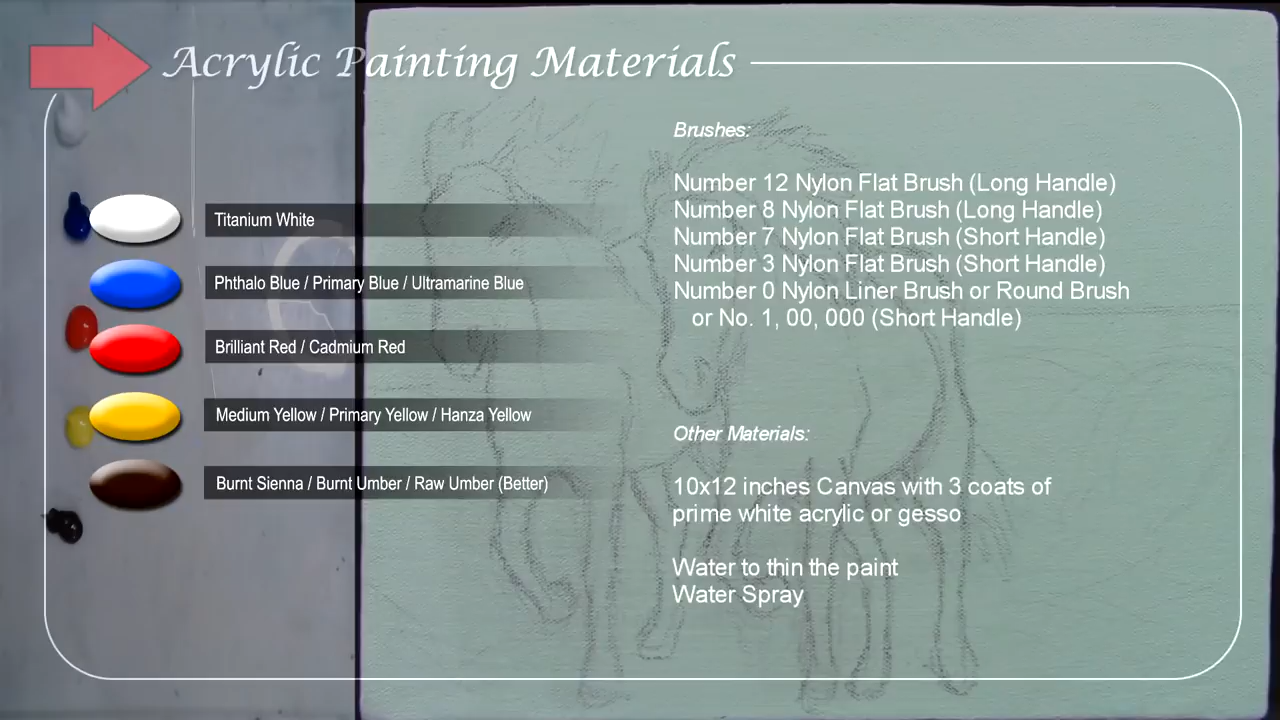 Acrylic Painting Materials
Titanium White
Phthalo Blue / Primary Blue / Ultramarine Blue
Brilliant Red / Cadmium Red
Medium Yellow / Primary Yellow / Hanza Yellow
Burnt Sienna / Burnt Umber / Raw Umber (Better)
Brushes:
Number 12 Nylon Flat Brush (Long Handle)
Number 8 Nylon Flat Brush (Long Handle)
Number 7 Nylon Flat Brush (Short Handle)
Number 3 Nylon Flat Brush (Short Handle)
Number 0 Nylon Liner Brush or Round Brush
or No. 1, 00, 000 (Short Handle)
Other Materials:
10x12 inches Canvas with 3 coats of
prime white acrylic or gesso
Water to thin the paint
Water Spray